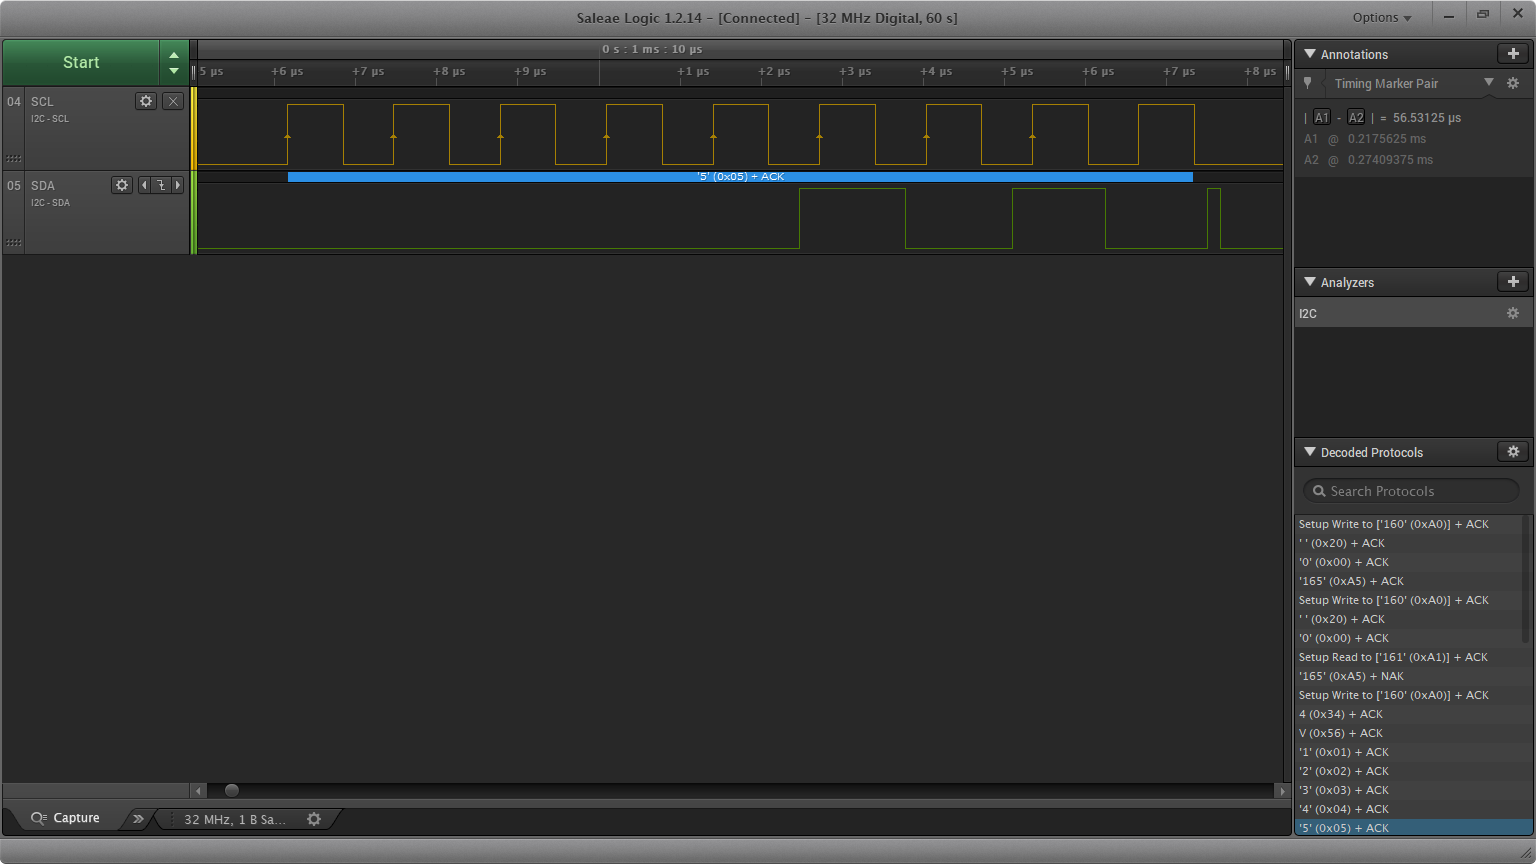 Saleae Logic 1.2.14 - [Connected] - [32 MHz Digital, 60 s]
Options
Start
0 s : 1 ms : 10 µs
5 µs +6 µs +7 µs +8 µs +9 µs +1 µs +2 µs +3 µs +4 µs +5 µs +6 µs +7 µs +8 µs
04 SCL
I2C - SCL
05 SDA
I2C - SDA
'5' (0x05) + ACK
Annotations
Timing Marker Pair
| A1 - A2 | = 56.53125 µs
A1 @ 0.2175625 ms
A2 @ 0.27409375 ms
Analyzers
I2C
Decoded Protocols
Search Protocols
Setup Write to ['160' (0xA0)] + ACK
' ' (0x20) + ACK
'0' (0x00) + ACK
'165' (0xA5) + ACK
Setup Write to ['160' (0xA0)] + ACK
' ' (0x20) + ACK
'0' (0x00) + ACK
Setup Read to ['161' (0xA1)] + ACK
'165' (0xA5) + NAK
Setup Write to ['160' (0xA0)] + ACK
4 (0x34) + ACK
V (0x56) + ACK
'1' (0x01) + ACK
'2' (0x02) + ACK
'3' (0x03) + ACK
'4' (0x04) + ACK
'5' (0x05) + ACK
Capture
32 MHz, 1 B Sa...